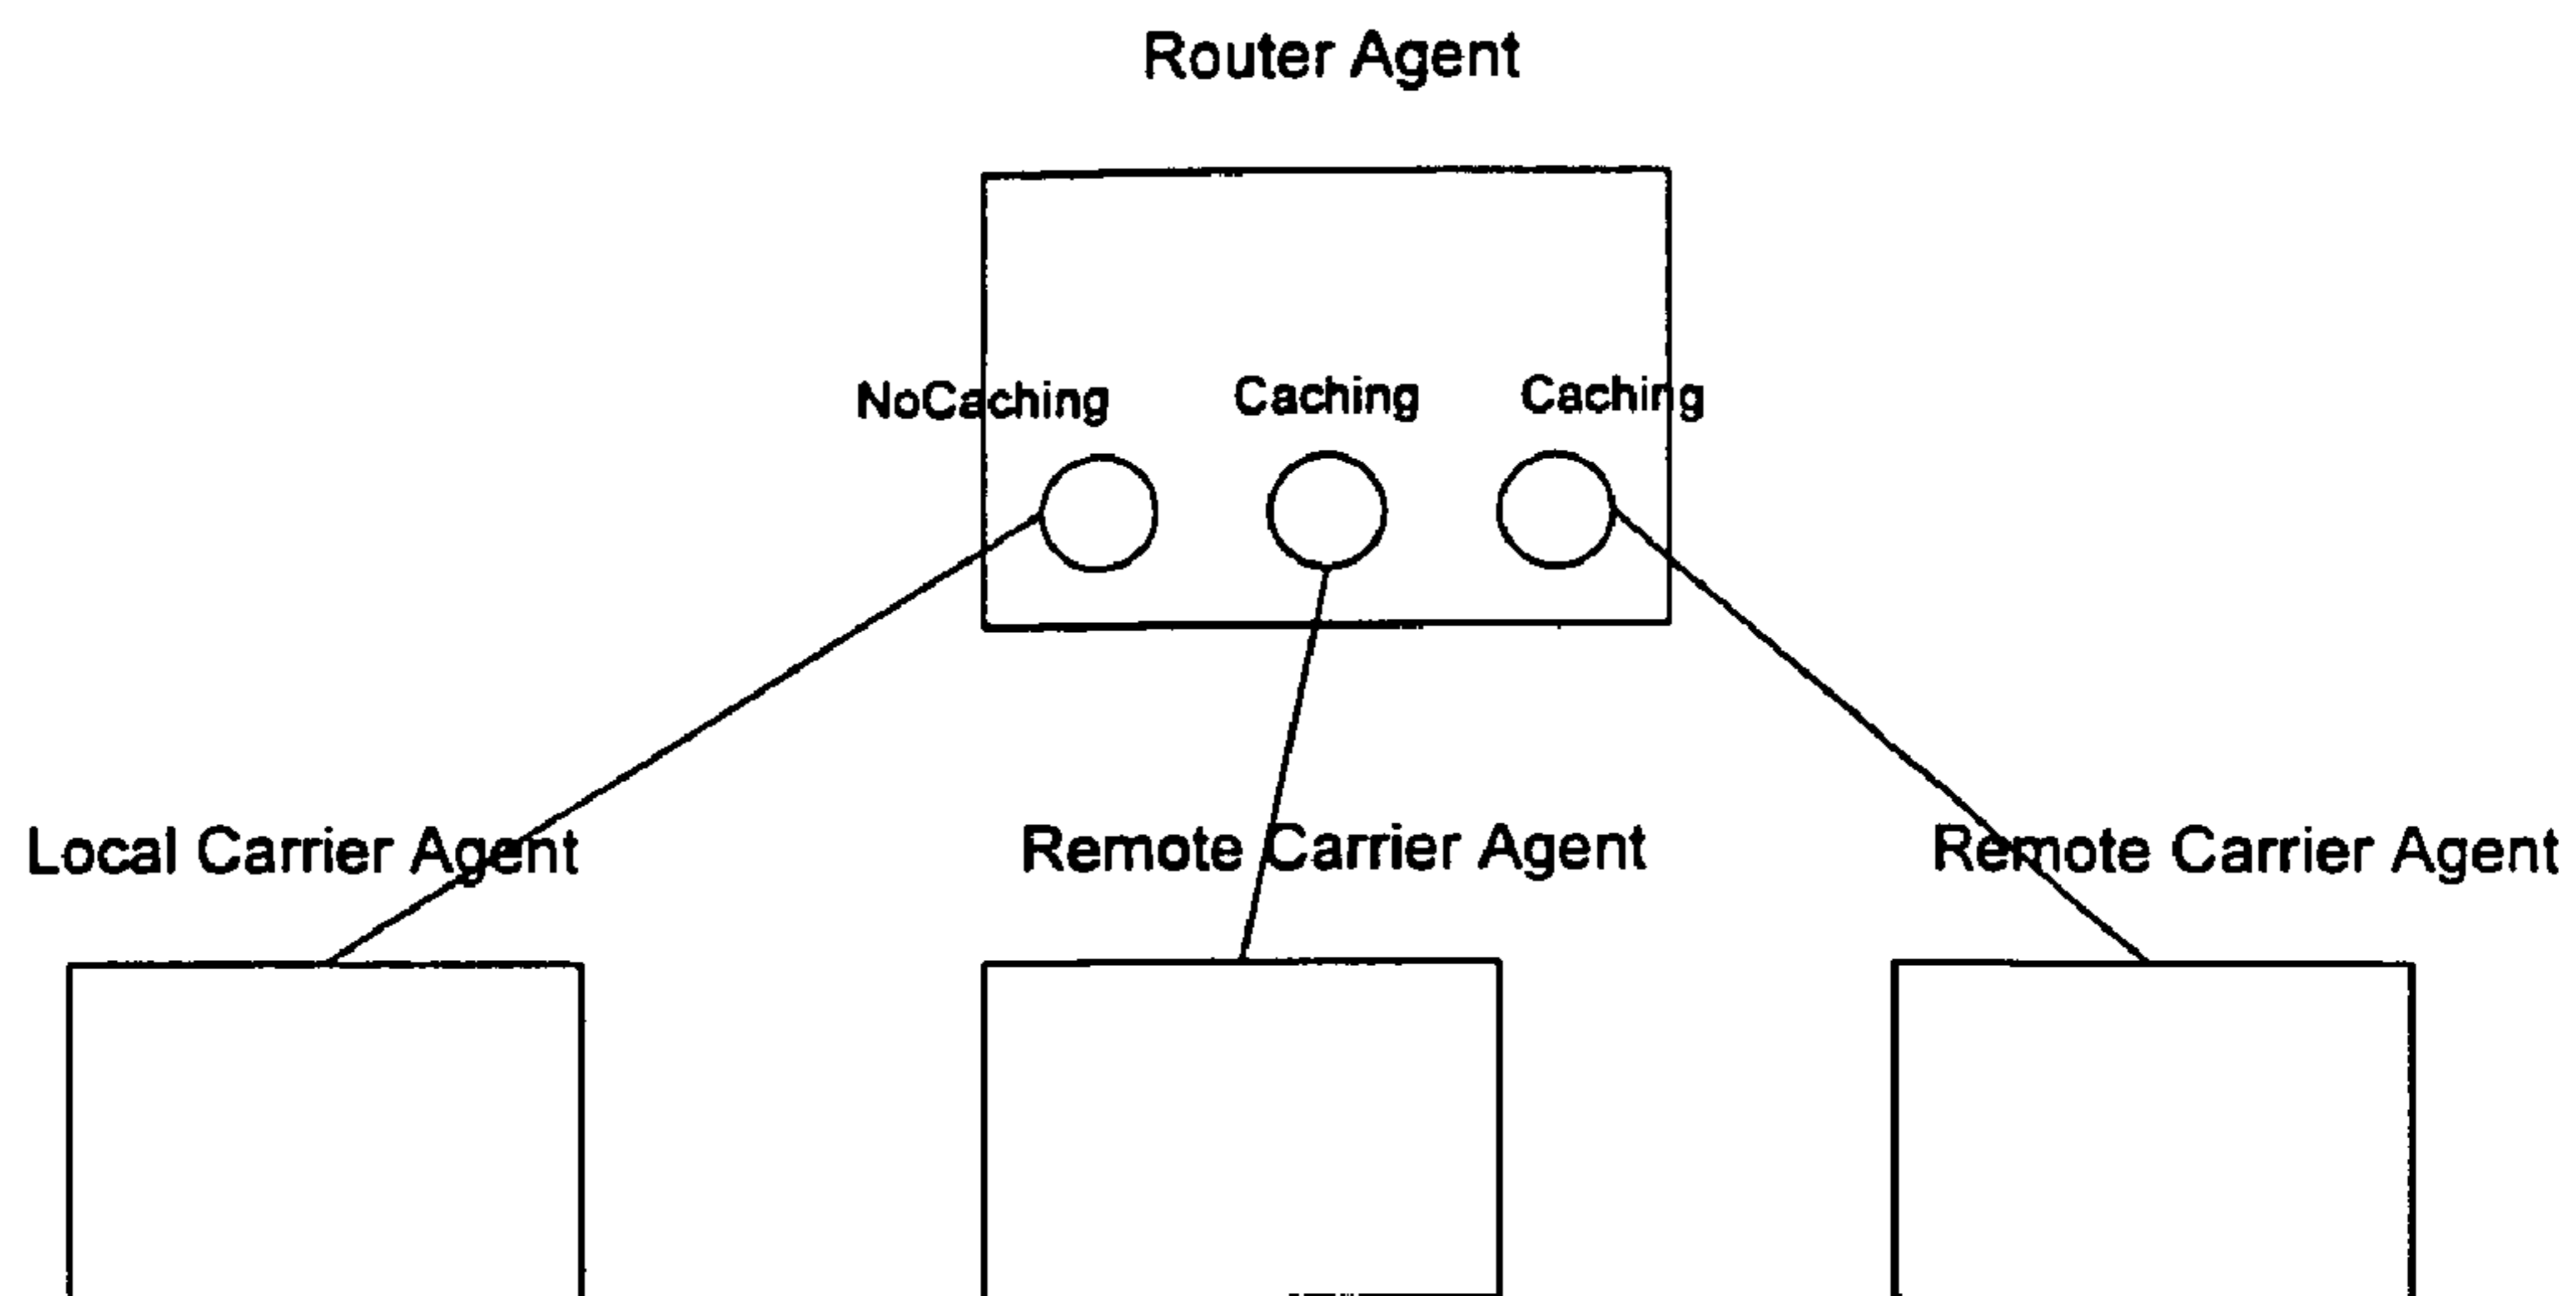 Router Agent
NoCaching Caching Caching
Local Carrier Agent Remote Carrier Agent Remote Carrier Agent